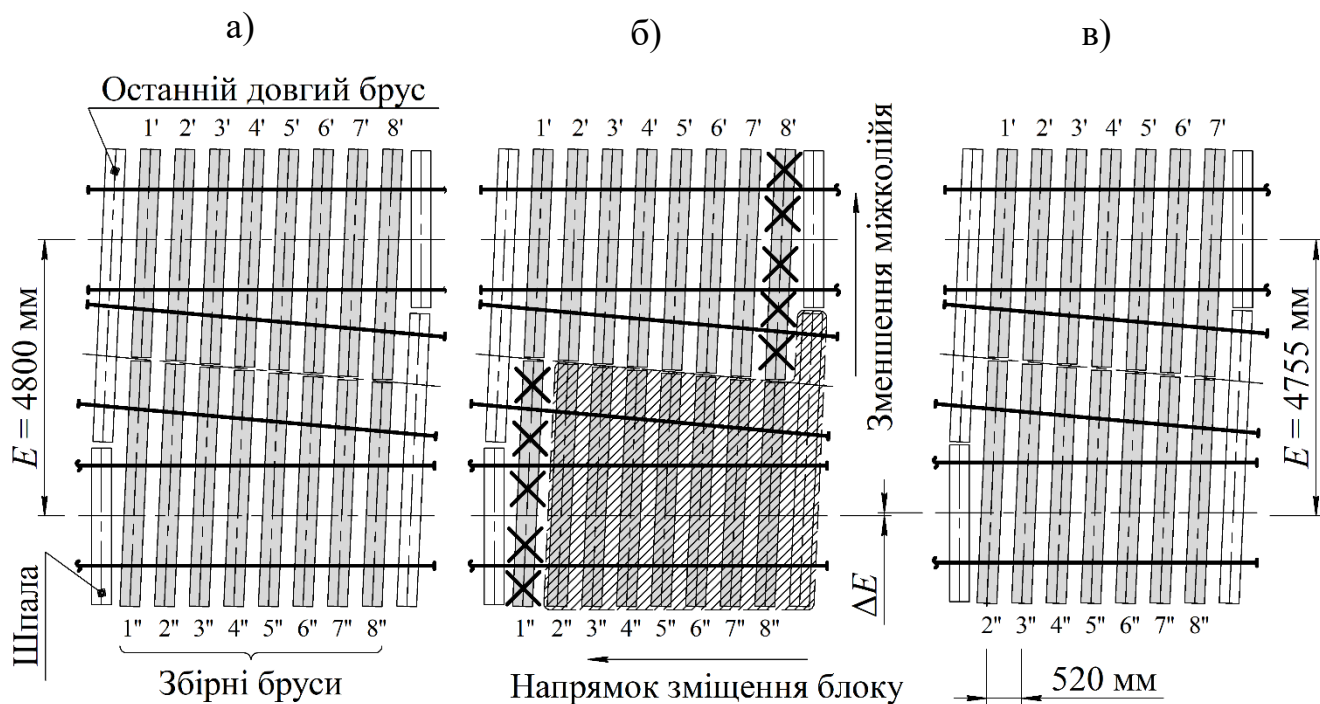 а) б) в)
Останній довгий брус
1' 2' 3' 4' 5' 6' 7' 8'
1' 2' 3' 4' 5' 6' 7' 8'
1' 2' 3' 4' 5' 6' 7'
E = 4800 мм
Зменшення міжколійя
E = 4755 мм
ΔE
Шпала
1" 2" 3" 4" 5" 6" 7" 8"
1" 2" 3" 4" 5" 6" 7" 8"
2" 3" 4" 5" 6" 7" 8"
Збірні бруси
Напрямок зміщення блоку
520 мм